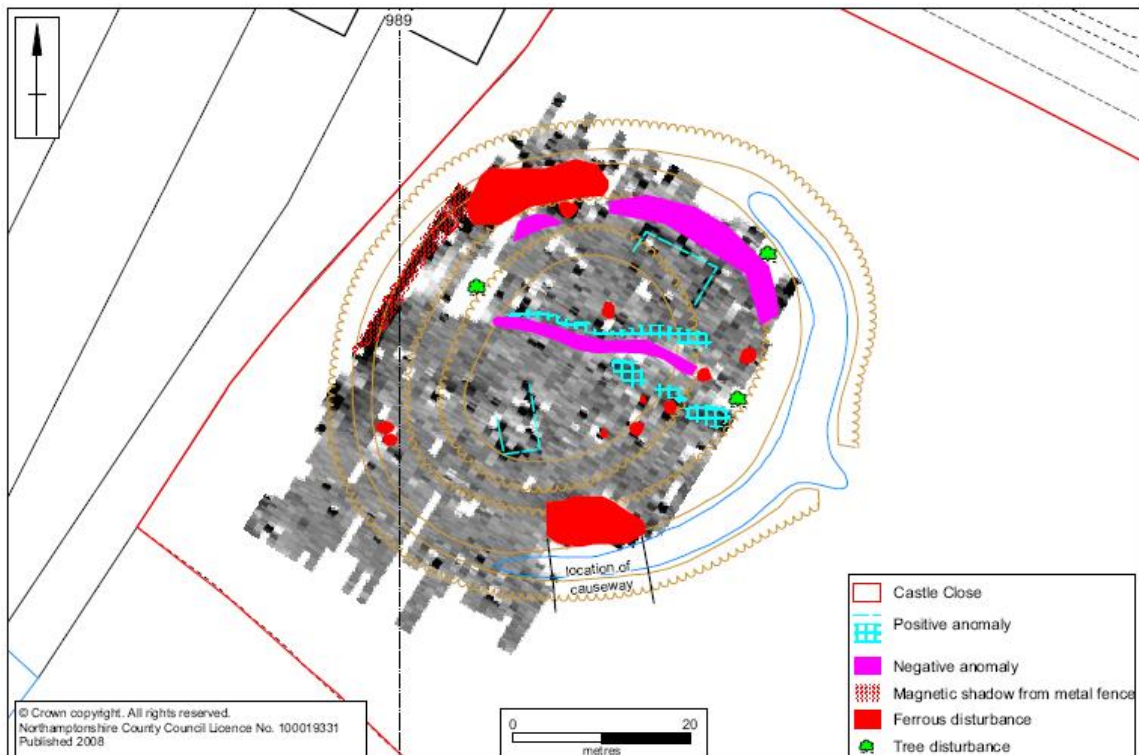 989
location of
causeway
Castle Close
Positive anomaly
Negative anomaly
Magnetic shadow from metal fence
Ferrous disturbance
Tree disturbance
© Crown copyright. All rights reserved.
Northamptonshire County Council Licence No. 100019331
Published 2008
0 20
metres